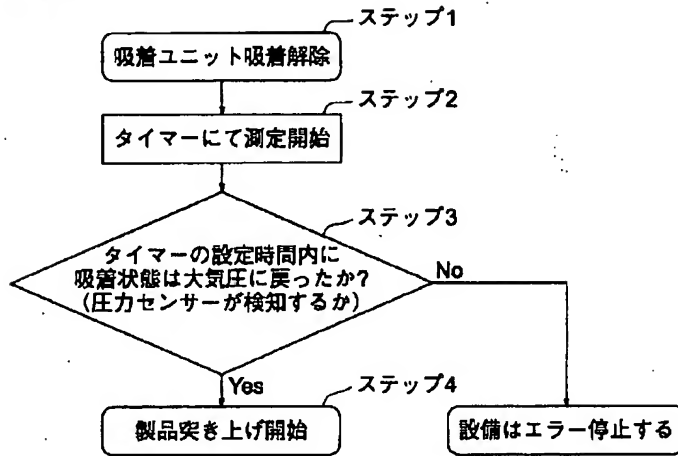 ステップ1
吸着ユニット吸着解除
ステップ2
タイマーにて測定開始
ステップ3
タイマーの設定時間内に
吸着状態は大気圧に戻ったか?
(圧力センサーが検知するか)
No
Yes
ステップ4
製品突き上げ開始
設備はエラー停止する